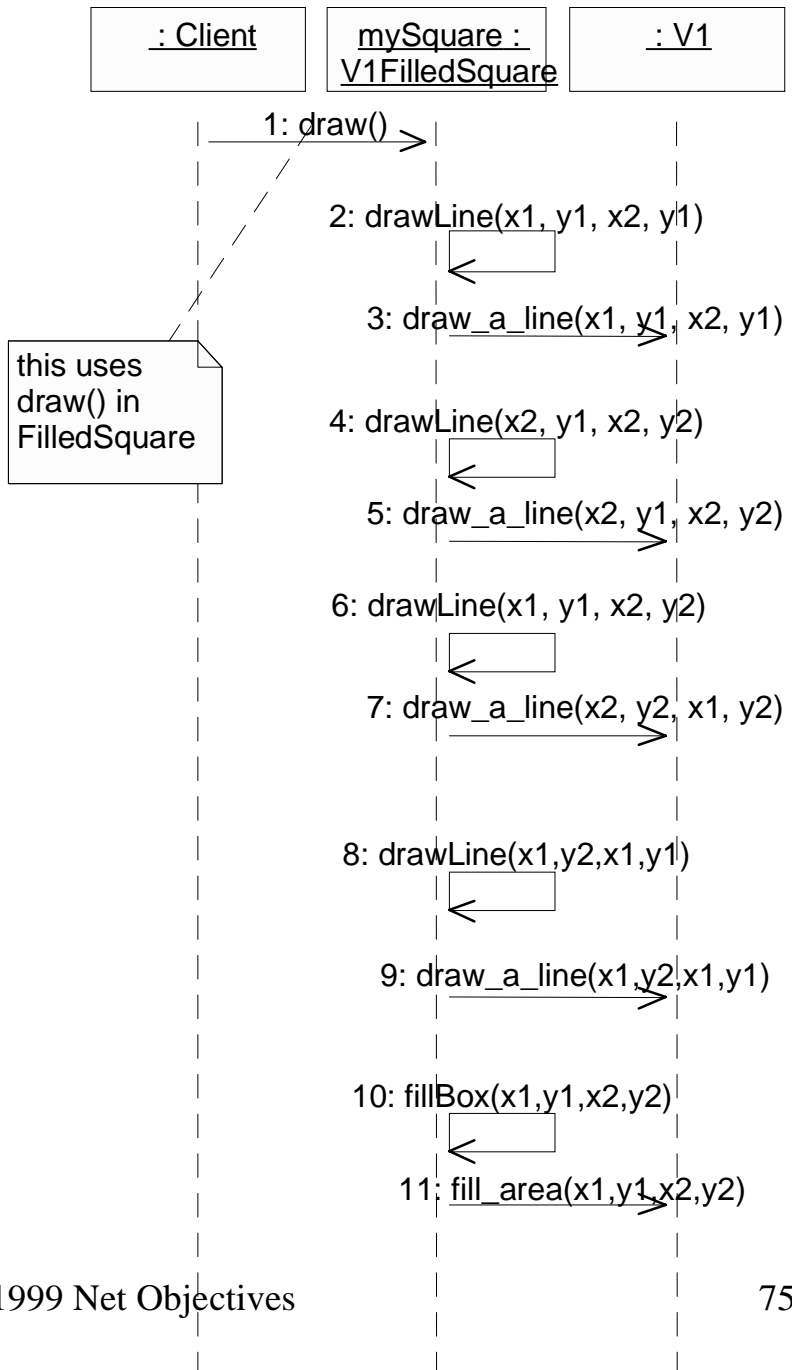 : Client
mySquare :
V1FilledSquare
: V1
1: draw()
2: drawLine(x1, y1, x2, y1)
3: draw_a_line(x1, y1, x2, y1)
this uses
draw() in
FilledSquare
4: drawLine(x2, y1, x2, y2)
5: draw_a_line(x2, y1, x2, y2)
6: drawLine(x1, y1, x2, y2)
7: draw_a_line(x2, y2, x1, y2)
8: drawLine(x1,y2,x1,y1)
9: draw_a_line(x1,y2,x1,y1)
10: fillBox(x1,y1,x2,y2)
11: fill_area(x1,y1,x2,y2)
1999 Net Objectives
75